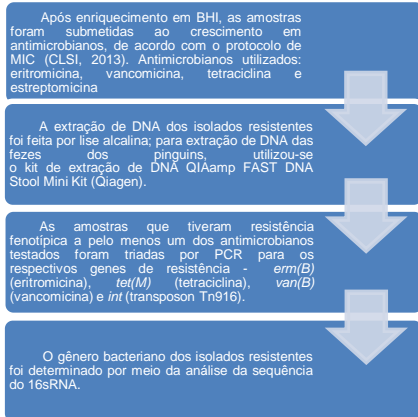 Após enriquecimento em BHI, as amostras
foram submetidas ao crescimento em
antimicrobianos, de acordo com o protocolo de
MIC (CLSI, 2013). Antimicrobianos utilizados:
eritromicina, vancomicina, tetraciclina e
estreptomicina
A extração de DNA dos isolados resistentes
foi feita por lise alcalina; para extração de DNA das
fezes dos pinguins, utilizou-se
o kit de extração de DNA QIAamp FAST DNA
Stool Mini Kit (Qiagen).
As amostras que tiveram resistência
fenotípica a pelo menos um dos antimicrobianos
testados foram triadas por PCR para os
respectivos genes de resistência - erm(B)
(eritromicina), tet(M) (tetraciclina), van(B)
(vancomicina) e int (transposon Tn916).
O gênero bacteriano dos isolados resistentes
foi determinado por meio da análise da sequência
do 16sRNA.